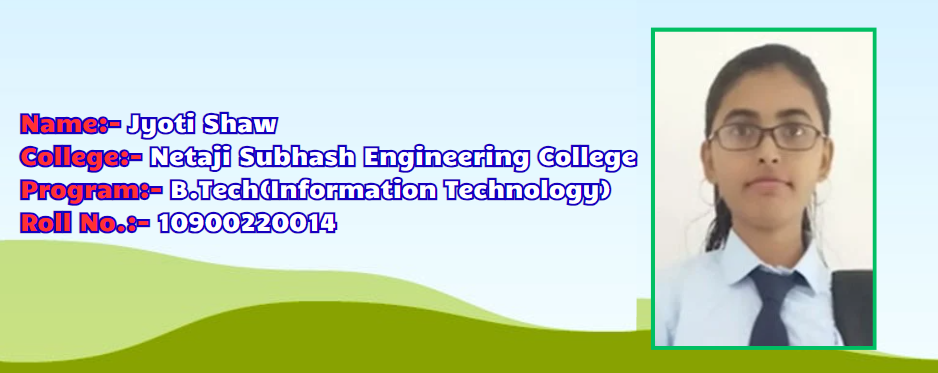 Name:- Jyoti Shaw
College:- Netaji Subhash Engineering College
Program:- B.Tech(Information Technology)
Roll No.:- 10900220014